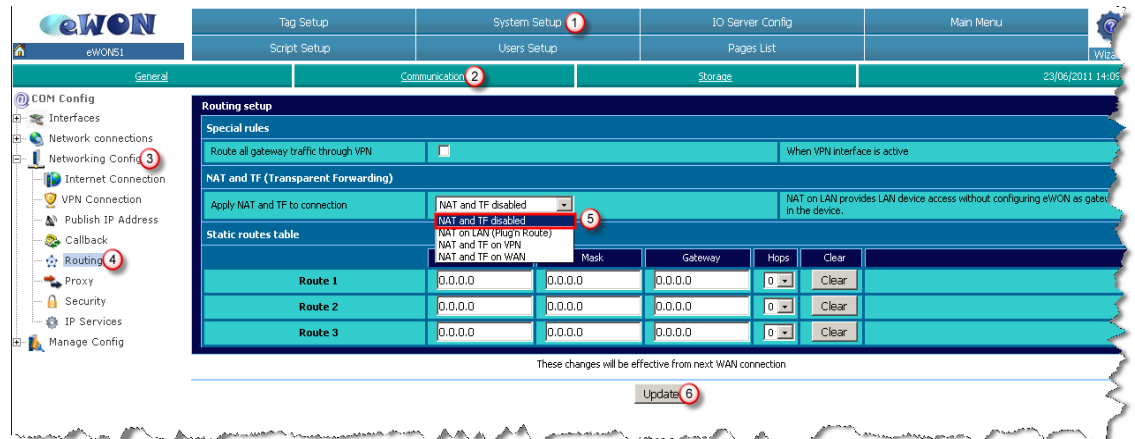 eWON
Tag Setup
System Setup 1
IO Server Config
Main Menu
eWON51
Script Setup
Users Setup
Pages List
General
Communication 2
Storage
23/06/2011 14:09
COM Config
Interfaces
Network connections
Networking Config 3
Internet Connection
VPN Connection
Publish IP Address
Callback
Routing 4
Proxy
Security
IP Services
Manage Config
Routing setup
Special rules
Route all gateway traffic through VPN
When VPN interface is active
NAT and TF (Transparent Forwarding)
Apply NAT and TF to connection
NAT and TF disabled
NAT and TF disabled 5
NAT on LAN (Plug'n Route)
NAT and TF on VPN
NAT and TF on WAN
NAT on LAN provides LAN device access without configuring eWON as
in the device.
Static routes table
Mask
Gateway
Hops
Clear
Route 1
0.0.0.0
0.0.0.0
0.0.0.0
0
Clear
Route 2
0.0.0.0
0.0.0.0
0.0.0.0
0
Clear
Route 3
0.0.0.0
0.0.0.0
0.0.0.0
0
Clear
These changes will be effective from next WAN connection
Update 6